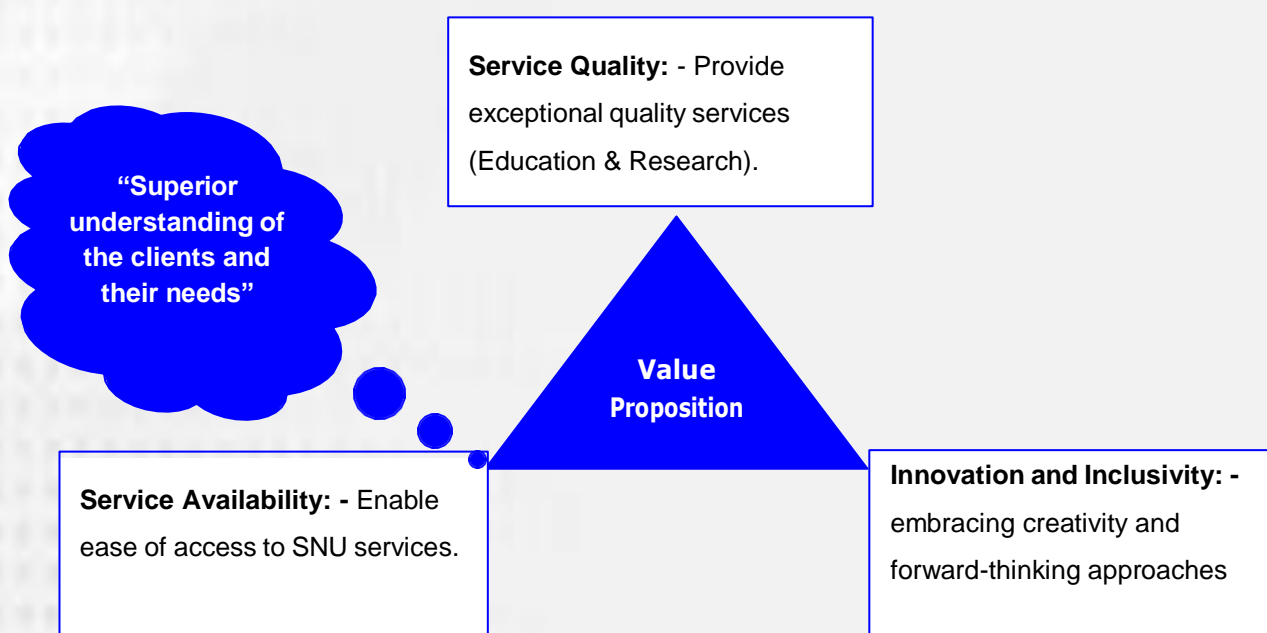 Service Quality: - Provide
exceptional quality services
(Education & Research).
“Superior
understanding of
the clients and
their needs”
Value
Proposition
Service Availability: - Enable
ease of access to SNU services.
Innovation and Inclusivity: -
embracing creativity and
forward-thinking approaches